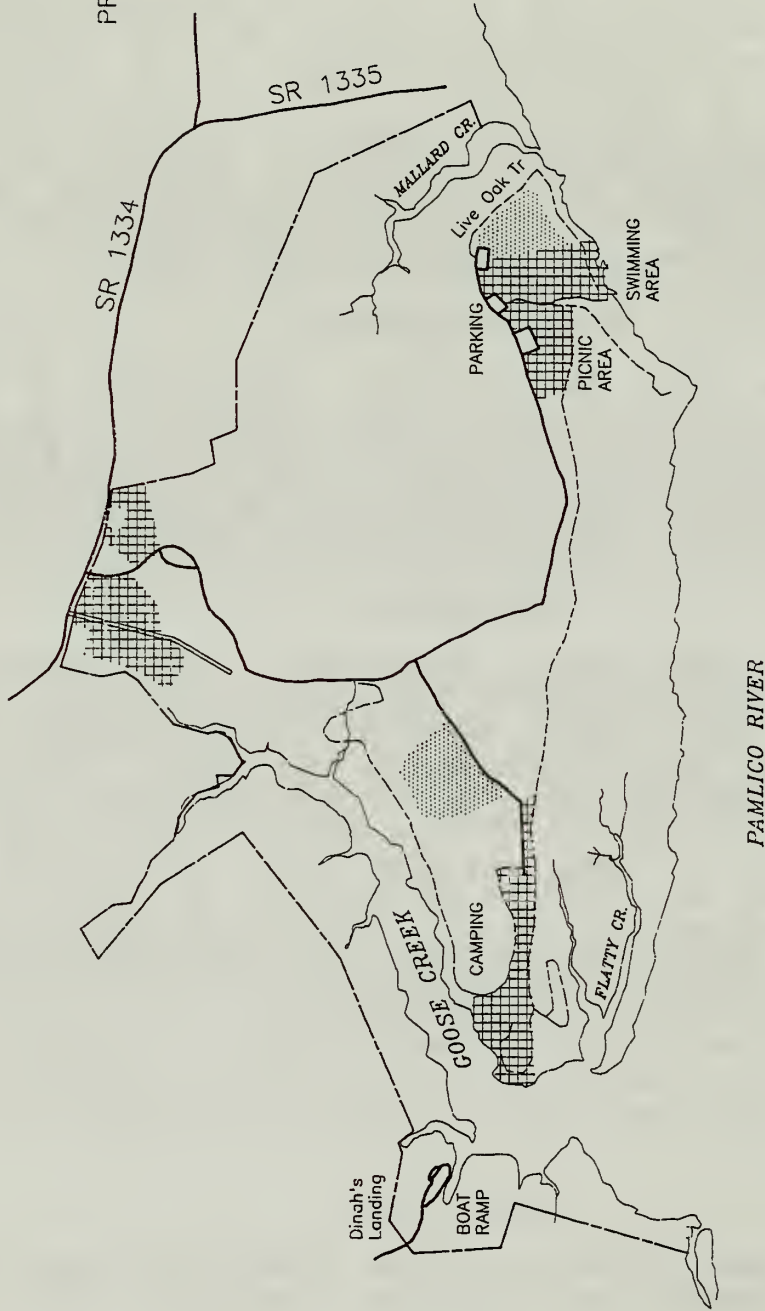 PR
SR 1335
SR 1334
MALLARD CR.
Live Oak Tr
PARKING
PICNIC
AREA
SWIMMING
AREA
GOOSE CREEK
CAMPING
FLATTY CR.
Dinah's
Landing
BOAT
RAMP
PAMLICO RIVER